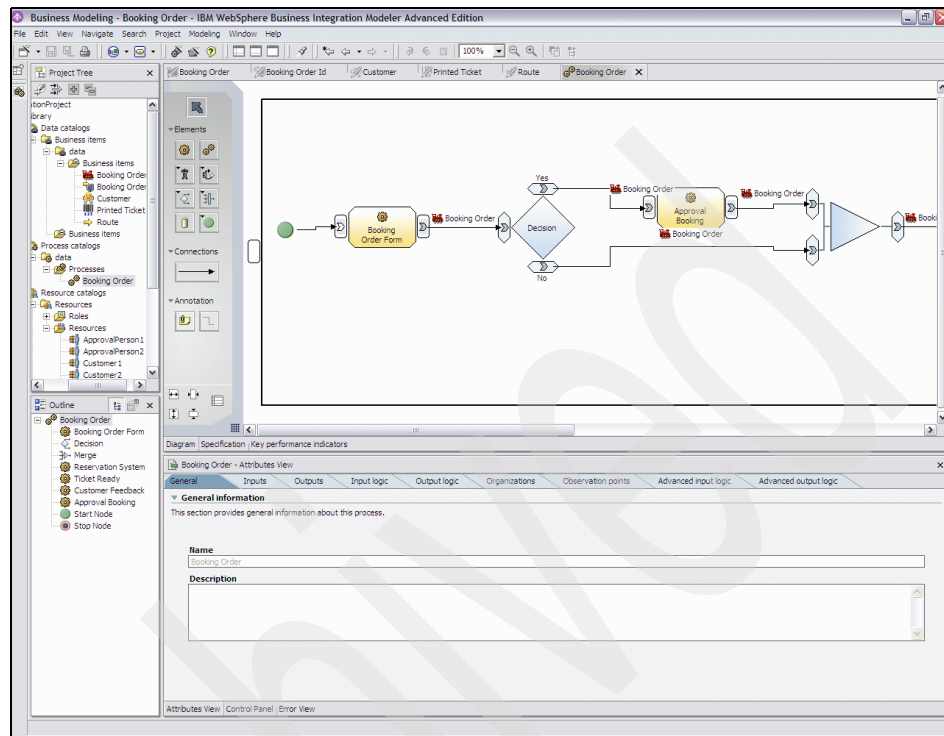 Business Modeling - Booking Order - IBM WebSphere Business Integration Modeler Advanced Edition
File Edit View Navigate Search Project Modeling Window Help
100%
Project Tree
Booking Order
Booking Order Id
Customer
Printed Ticket
Route
Booking Order
tionProject
ibrary
Data catalogs
Business items
data
Business items
Booking Order
Booking Order
Customer
Printed Ticket
Route
Business items
Process catalogs
data
Processes
Booking Order
Resource catalogs
Resources
Roles
Resources
ApprovalPerson1
ApprovalPerson2
Customer1
Customer2
Elements
Connections
Annotation
Booking Order Form
Booking Order
Decision
Yes
No
Booking Order
Approval Booking
Booking Order
Booking Order
Booki
Diagram Specification Key performance indicators
Outline
Booking Order
Booking Order Form
Decision
Merge
Reservation System
Ticket Ready
Customer Feedback
Approval Booking
Start Node
Stop Node
Booking Order - Attributes View
General Inputs Outputs Input logic Output logic Organizations Observation points Advanced input logic Advanced output logic
General information
This section provides general information about this process.
Name
Booking Order
Description
Attributes View Control Panel Error View